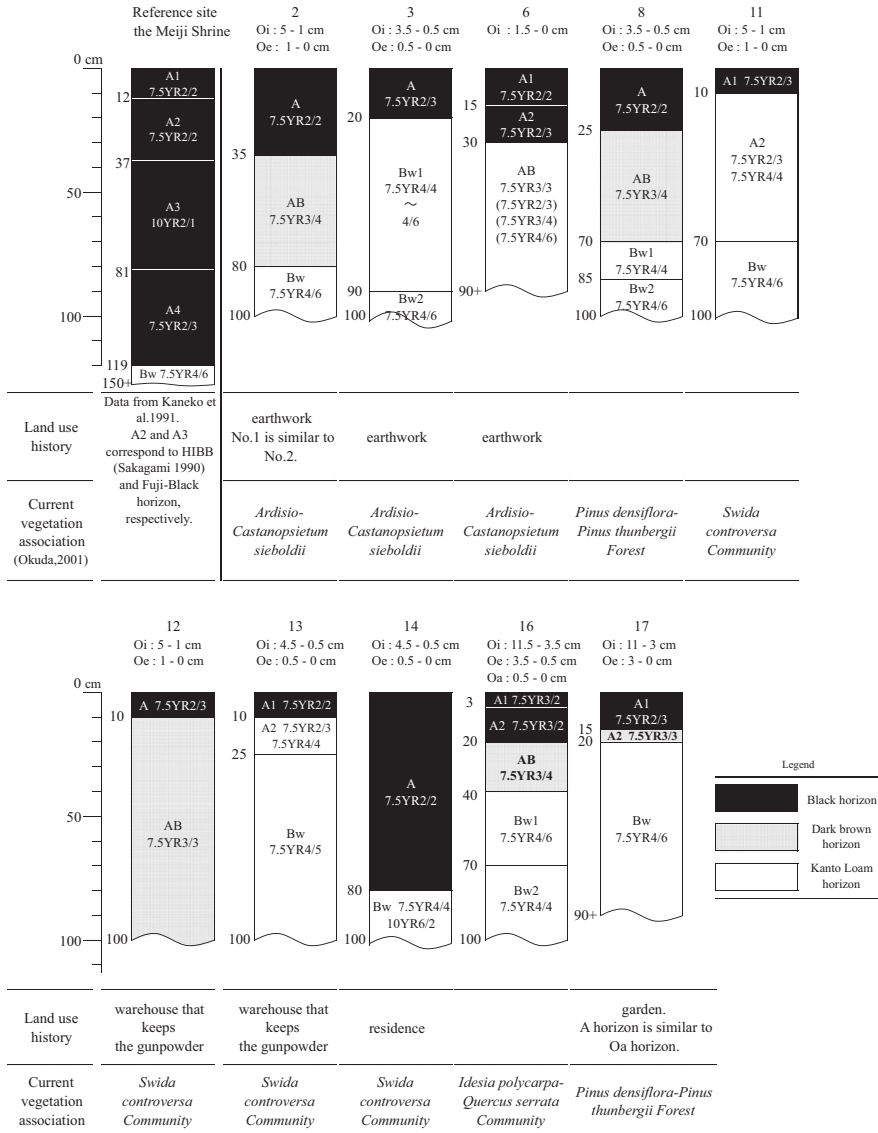 Reference site
the Meiji Shrine
2
Oi : 5 - 1 cm
Oe : 1 - 0 cm
3
Oi : 3.5 - 0.5 cm
Oe : 0.5 - 0 cm
6
Oi : 1.5 - 0 cm
8
Oi : 3.5 - 0.5 cm
Oe : 0.5 - 0 cm
11
Oi : 5 - 1 cm
Oe : 1 - 0 cm
0 cm
50
100
A1
7.5YR2/2
12
A2
7.5YR2/2
37
A3
10YR2/1
81
A4
7.5YR2/3
119
Bw 7.5YR4/6
150+
A
7.5YR2/2
35
AB
7.5YR3/4
80
Bw
7.5YR4/6
100
A
7.5YR2/3
20
Bw1
7.5YR4/4
～
4/6
90
Bw2
7.5YR4/6
100
A1
7.5YR2/2
15
A2
7.5YR2/3
30
AB
7.5YR3/3
(7.5YR2/3)
(7.5YR3/4)
(7.5YR4/6)
90+
A
7.5YR2/2
25
AB
7.5YR3/4
70
Bw1
7.5YR4/4
85
Bw2
7.5YR4/6
100
A1 7.5YR2/3
10
A2
7.5YR2/3
7.5YR4/4
70
Bw
7.5YR4/6
100
Land use
history
Data from Kaneko et
al.1991.
A2 and A3
correspond to HIBB
(Sakagami 1990)
and Fuji-Black
horizon,
respectively.
earthwork
No.1 is similar to
No.2.
earthwork
earthwork
Current
vegetation
association
(Okuda,2001)
Ardisio-
Castanopsietum
sieboldii
Ardisio-
Castanopsietum
sieboldii
Ardisio-
Castanopsietum
sieboldii
Pinus densiflora-
Pinus thunbergii
Forest
Swida
controversa
Community
12
Oi : 5 - 1 cm
Oe : 1 - 0 cm
13
Oi : 4.5 - 0.5 cm
Oe : 0.5 - 0 cm
14
Oi : 4.5 - 0.5 cm
Oe : 0.5 - 0 cm
16
Oi : 11.5 - 3.5 cm
Oe : 3.5 - 0.5 cm
Oa : 0.5 - 0 cm
17
Oi : 11 - 3 cm
Oe : 3 - 0 cm
0 cm
50
100
A 7.5YR2/3
10
AB
7.5YR3/3
100
A1 7.5YR2/2
10
A2 7.5YR2/3
7.5YR4/4
25
Bw
7.5YR4/5
100
A
7.5YR2/2
80
Bw 7.5YR4/4
10YR6/2
100
3
A1 7.5YR3/2
A2 7.5YR3/2
20
AB
7.5YR3/4
40
Bw1
7.5YR4/6
70
Bw2
7.5YR4/4
100
A1
7.5YR2/3
15
A2 7.5YR3/3
20
Bw
7.5YR4/6
90+
Legend
Black horizon
Dark brown
horizon
Kanto Loam
horizon
Land use
history
warehouse that
keeps
the gunpowder
warehouse that
keeps
the gunpowder
residence
garden.
A horizon is similar to
Oa horizon.
Current
vegetation
association
Swida
controversa
Community
Swida
controversa
Community
Swida
controversa
Community
Idesia polycarpa-
Quercus serrata
Community
Pinus densiflora-Pinus
thunbergii Forest